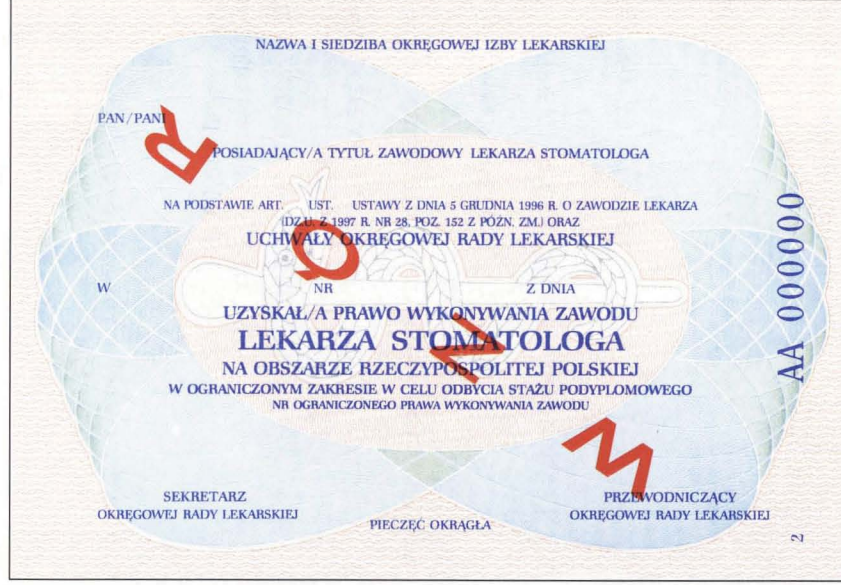 NAZWA I SIEDZIBA OKRĘGOWEJ IZBY LEKARSKIEJ
PAN/PANI
POSIADAJĄCY/A TYTUŁ ZAWODOWY LEKARZA STOMATOLOGA
NA PODSTAWIE ART. UST. USTAWY Z DNIA 5 GRUDNIA 1996 R. O ZAWODZIE LEKARZA
(DZ.U. Z 1997 R. NR 28, POZ. 152 Z PÓŹN. ZM.) ORAZ
UCHWAŁY OKRĘGOWEJ RADY LEKARSKIEJ
W NR Z DNIA
UZYSKAŁ/A PRAWO WYKONYWANIA ZAWODU
LEKARZA STOMATOLOGA
NA OBSZARZE RZECZYPOSPOLITEJ POLSKIEJ
W OGRANICZONYM ZAKRESIE W CELU ODBYCIA STAŻU PODYPLOMOWEGO
NR OGRANICZONEGO PRAWA WYKONYWANIA ZAWODU
SEKRETARZ
OKRĘGOWEJ RADY LEKARSKIEJ
PIECZĘĆ OKRĄGŁA
PRZEWODNICZĄCY
OKRĘGOWEJ RADY LEKARSKIEJ
AA 000000
2
WZÓR